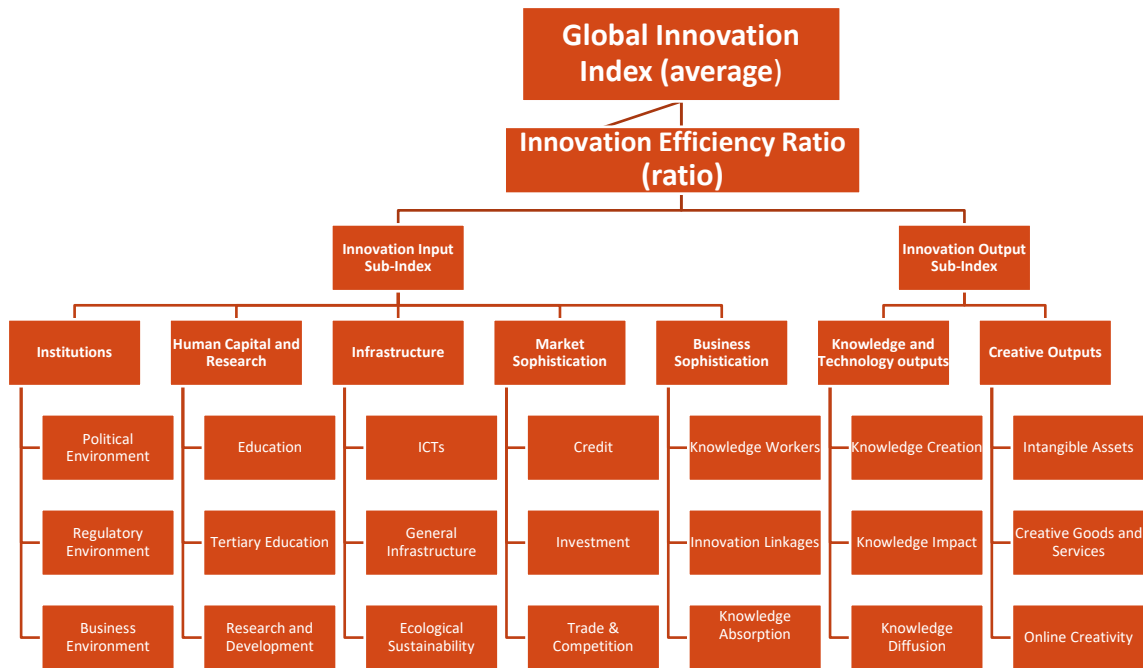 Global Innovation
Index (average)
Innovation Efficiency Ratio
(ratio)
Innovation Input
Sub-Index
Innovation Output
Sub-Index
Institutions
Human Capital and
Research
Infrastructure
Market
Sophistication
Business
Sophistication
Knowledge and
Technology outputs
Creative Outputs
Political
Environment
Education
ICTs
Credit
Knowledge Workers
Knowledge Creation
Intangible Assets
Regulatory
Environment
Tertiary Education
General
Infrastructure
Investment
Innovation Linkages
Knowledge Impact
Creative Goods and
Services
Business
Environment
Research and
Development
Ecological
Sustainability
Trade &
Competition
Knowledge
Absorption
Knowledge
Diffusion
Online Creativity